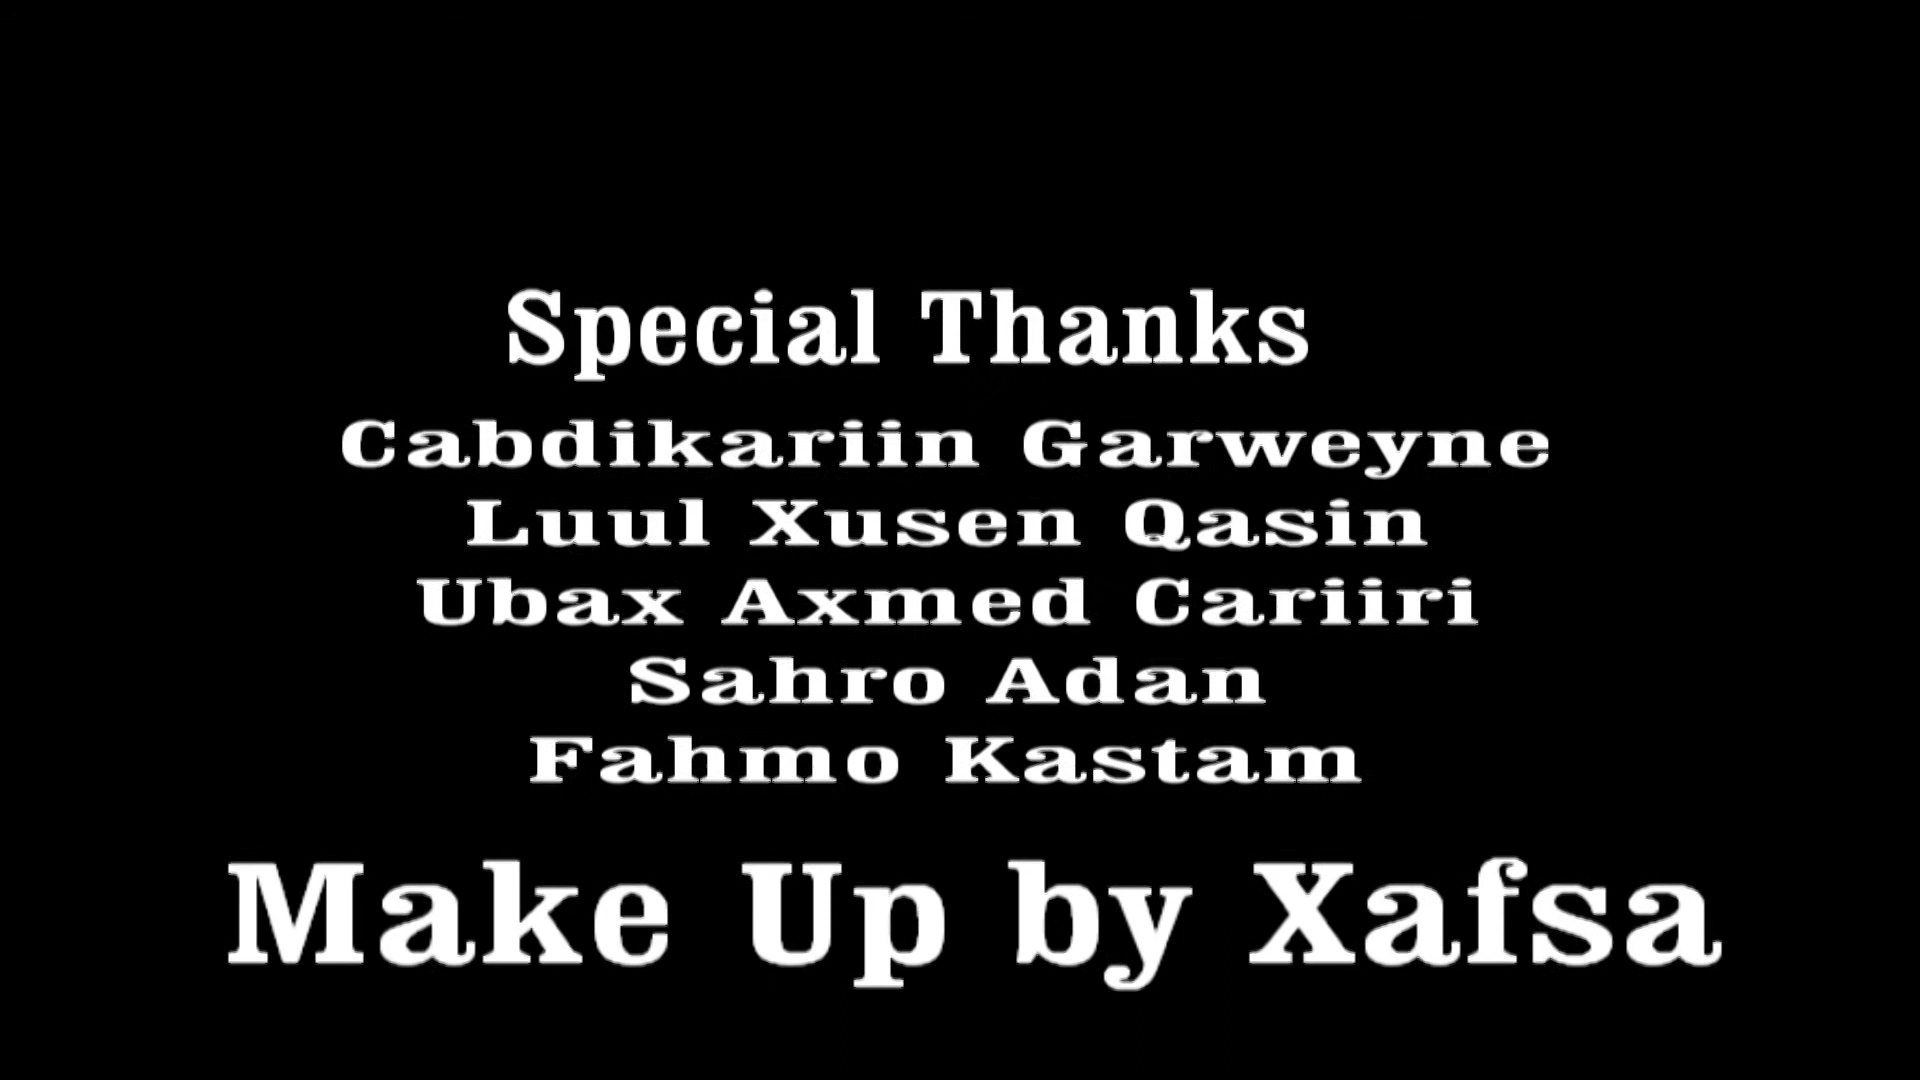 Special Thanks
Cabdikariin Garweyne
Luul Xusen Qasin
Ubax Axmed Cariiri
Sahro Adan
Fahmo Kastam
Make Up by Xafsa